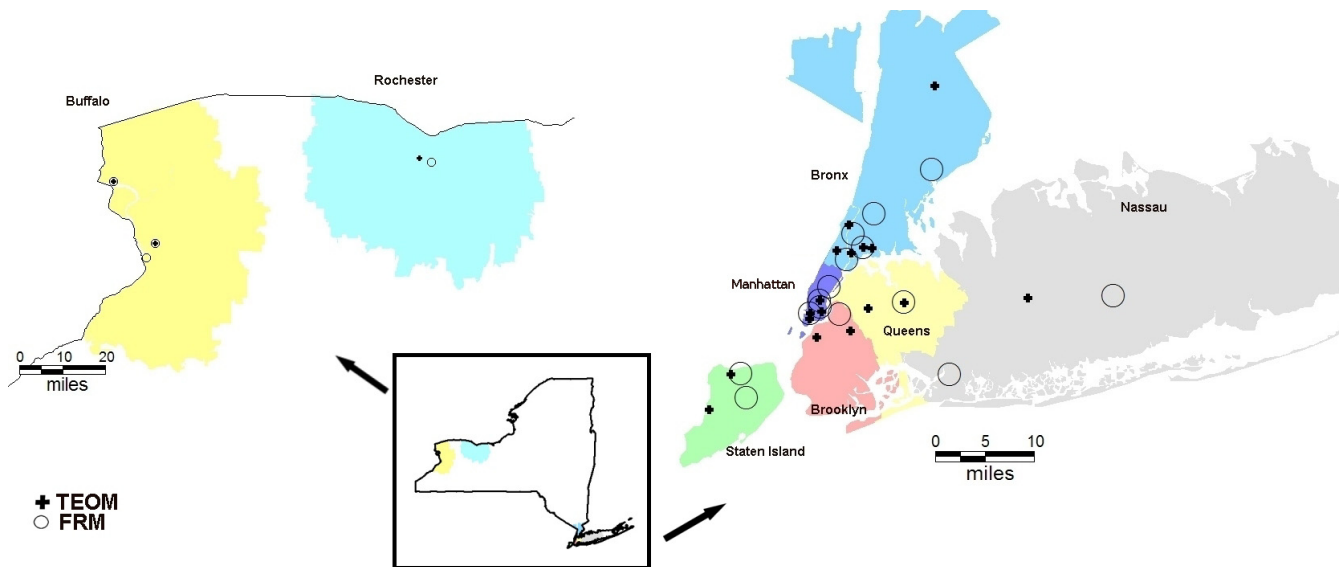 Rochester
Buffalo
Bronx
Nassau
Manhattan
Queens
Brooklyn
Staten Island
0 10 20
miles
0 5 10
miles
TEOM
FRM